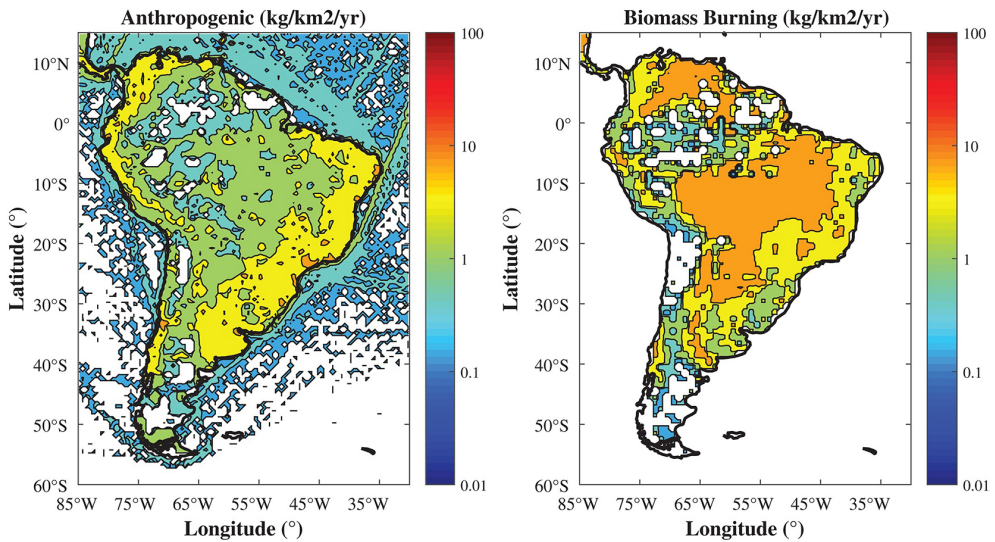 Anthropogenic (kg/km2/yr)
10°N
0°
10°S
20°S
30°S
40°S
50°S
60°S
85°W 75°W 65°W 55°W 45°W 35°W
Latitude (°)
Longitude (°)
100
10
1
0.1
0.01
Biomass Burning (kg/km2/yr)
10°N
0°
10°S
20°S
30°S
40°S
50°S
60°S
85°W 75°W 65°W 55°W 45°W 35°W
Latitude (°)
Longitude (°)
100
10
1
0.1
0.01